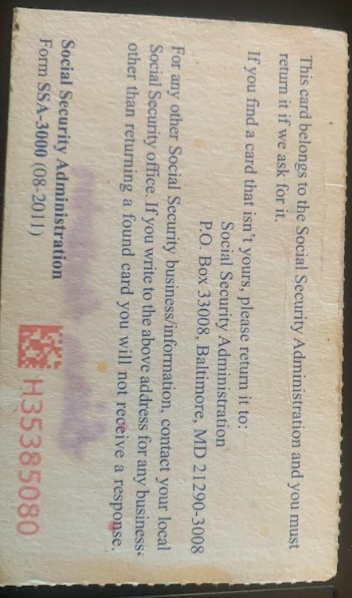 This card belongs to the Social Security Administration and you must
return it if we ask for it.
If you find a card that isn't yours, please return it to:
Social Security Administration
P.O. Box 33008, Baltimore, MD 21290-3008
For any other Social Security business/information, contact your local
Social Security office. If you write to the above address for any business
other than returning a found card you will not receive a response.
Social Security Administration
Form SSA-3000 (08-2011)
H35385080